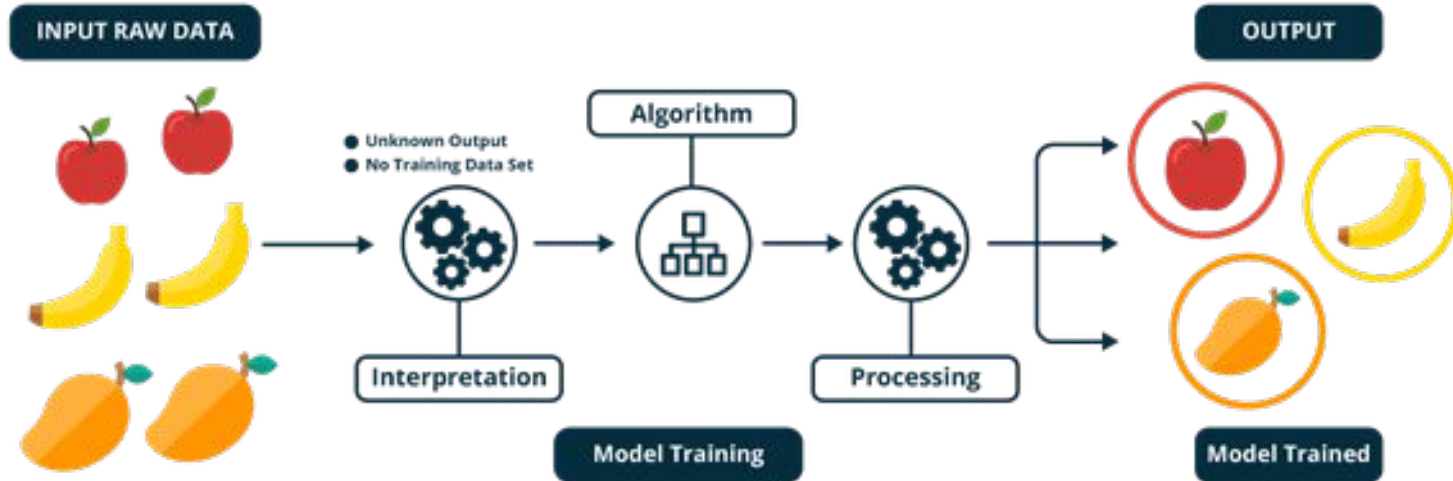 INPUT RAW DATA
OUTPUT
Algorithm
● Unknown Output
● No Training Data Set
Interpretation
Processing
Model Training
Model Trained